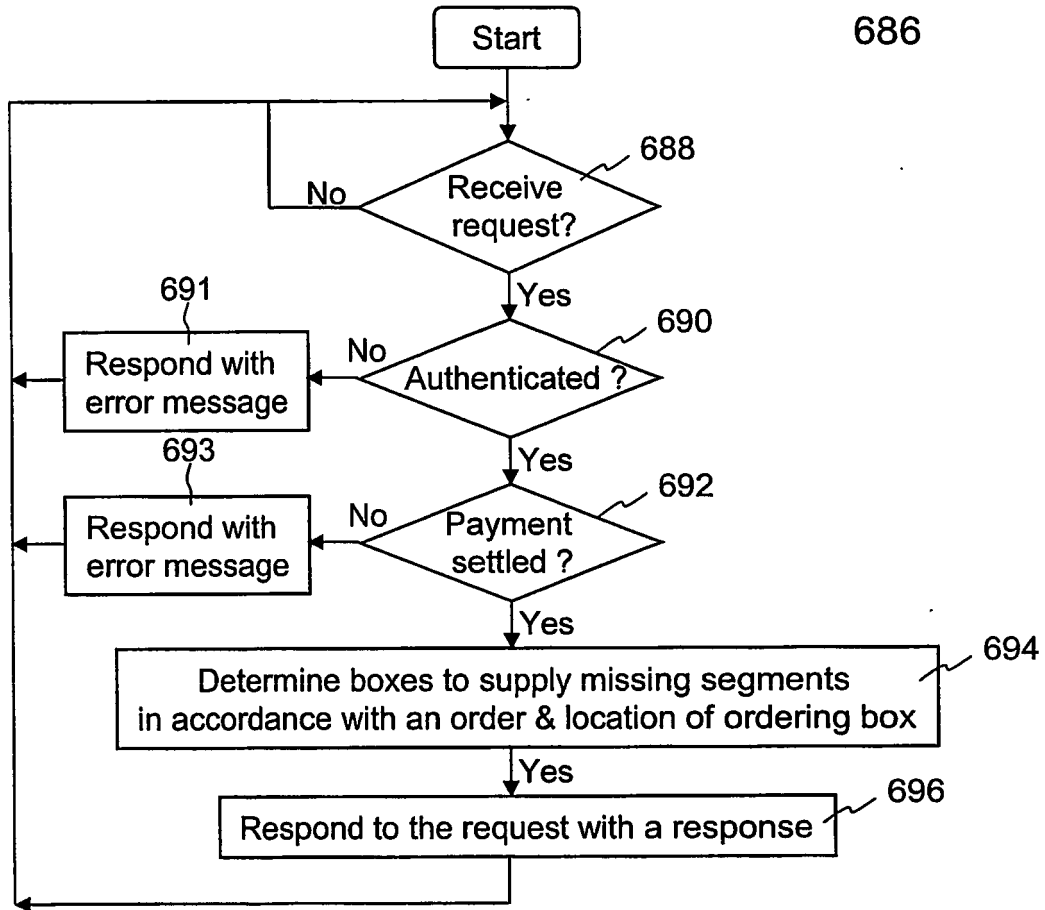 Start
686
688
Receive
request?
No
Yes
691
690
Respond with
error message
No
Authenticated ?
Yes
693
692
Respond with
error message
No
Payment
settled ?
Yes
694
Determine boxes to supply missing segments
in accordance with an order & location of ordering box
Yes
696
Respond to the request with a response